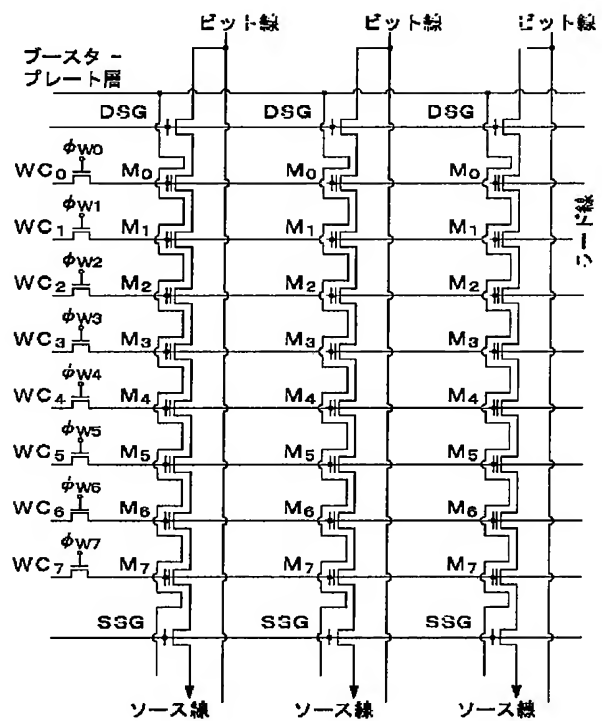 ビット線 ビット線 ビット線
ブースタ -
プレート層
DSG DSG DSG
φW0
WC0 M0 M0 M0
φW1
WC1 M1 M1 M1
ワード線
φW2
WC2 M2 M2 M2
φW3
WC3 M3 M3 M3
φW4
WC4 M4 M4 M4
φW5
WC5 M5 M5 M5
φW6
WC6 M6 M6 M6
φW7
WC7 M7 M7 M7
SSG SSG SSG
ソース線 ソース線 ソース線